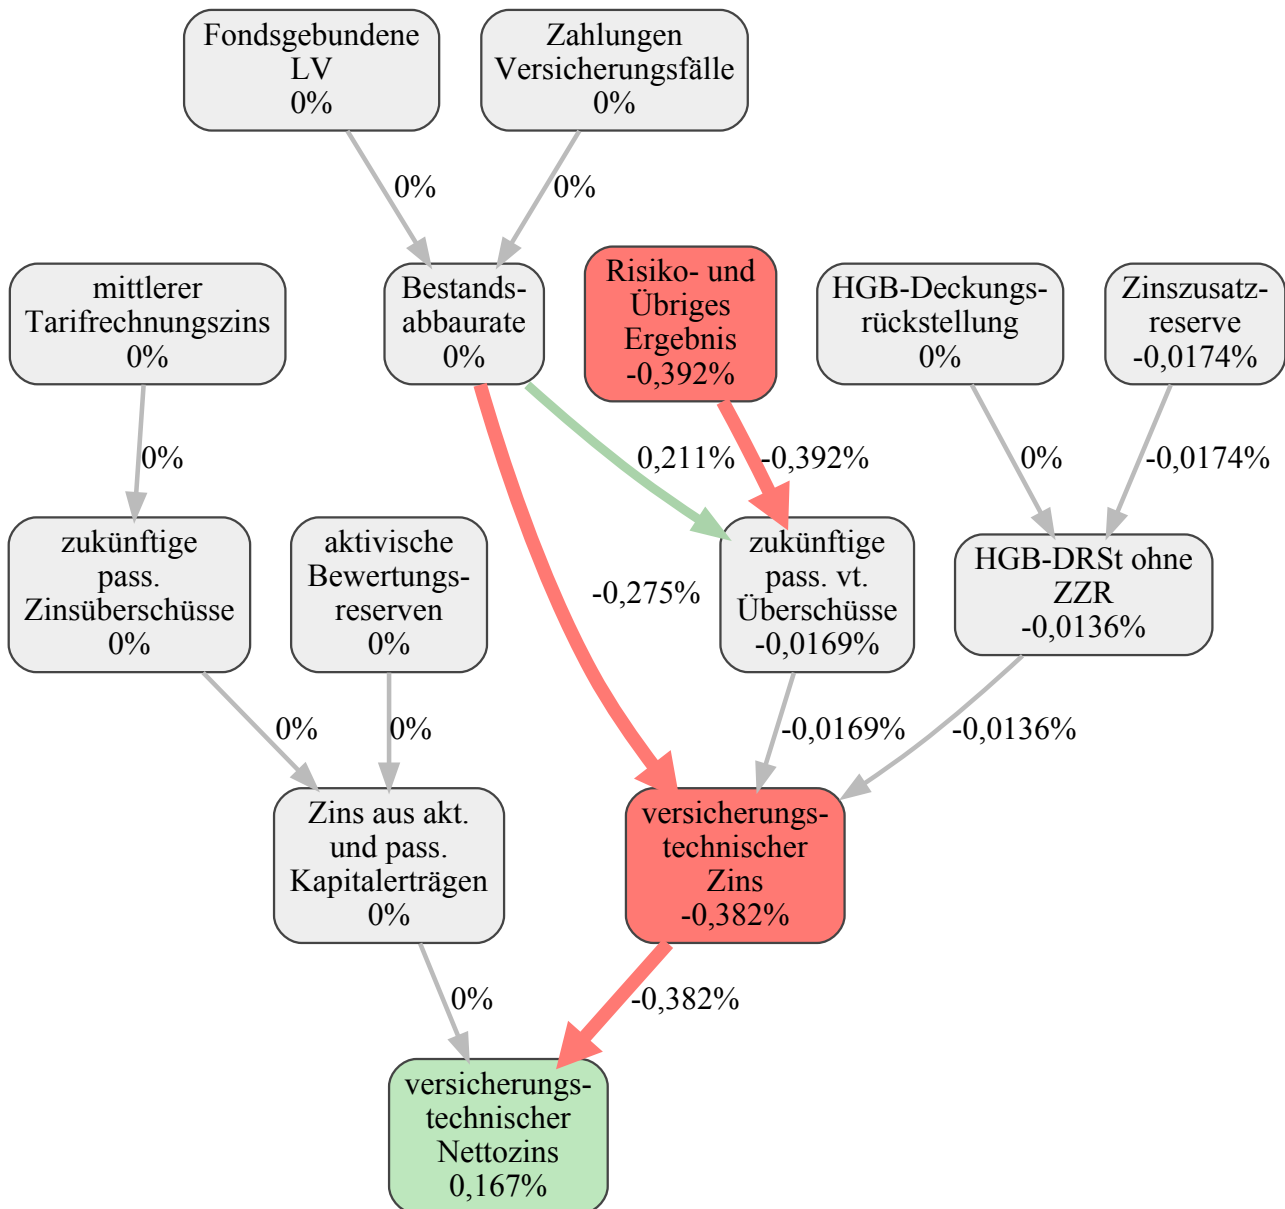 Fondsgebundene
LV
0%
Zahlungen
Versicherungsfälle
0%
0%
0%
mittlerer
Tarifrechnungszins
0%
Bestands-
abbaurate
0%
Risiko- und
Übriges
Ergebnis
-0,392%
HGB-Deckungs-
rückstellung
0%
Zinszusatz-
reserve
-0,0174%
0%
0,211%
-0,392%
0%
-0,0174%
zukünftige
pass.
Zinsüberschüsse
0%
aktivische
Bewertungs-
reserven
0%
-0,275%
zukünftige
pass. vt.
Überschüsse
-0,0169%
HGB-DRSt ohne
ZZR
-0,0136%
0%
0%
-0,0169%
-0,0136%
Zins aus akt.
und pass.
Kapitalerträgen
0%
versicherungs-
technischer
Zins
-0,382%
0%
-0,382%
versicherungs-
technischer
Nettozins
0,167%